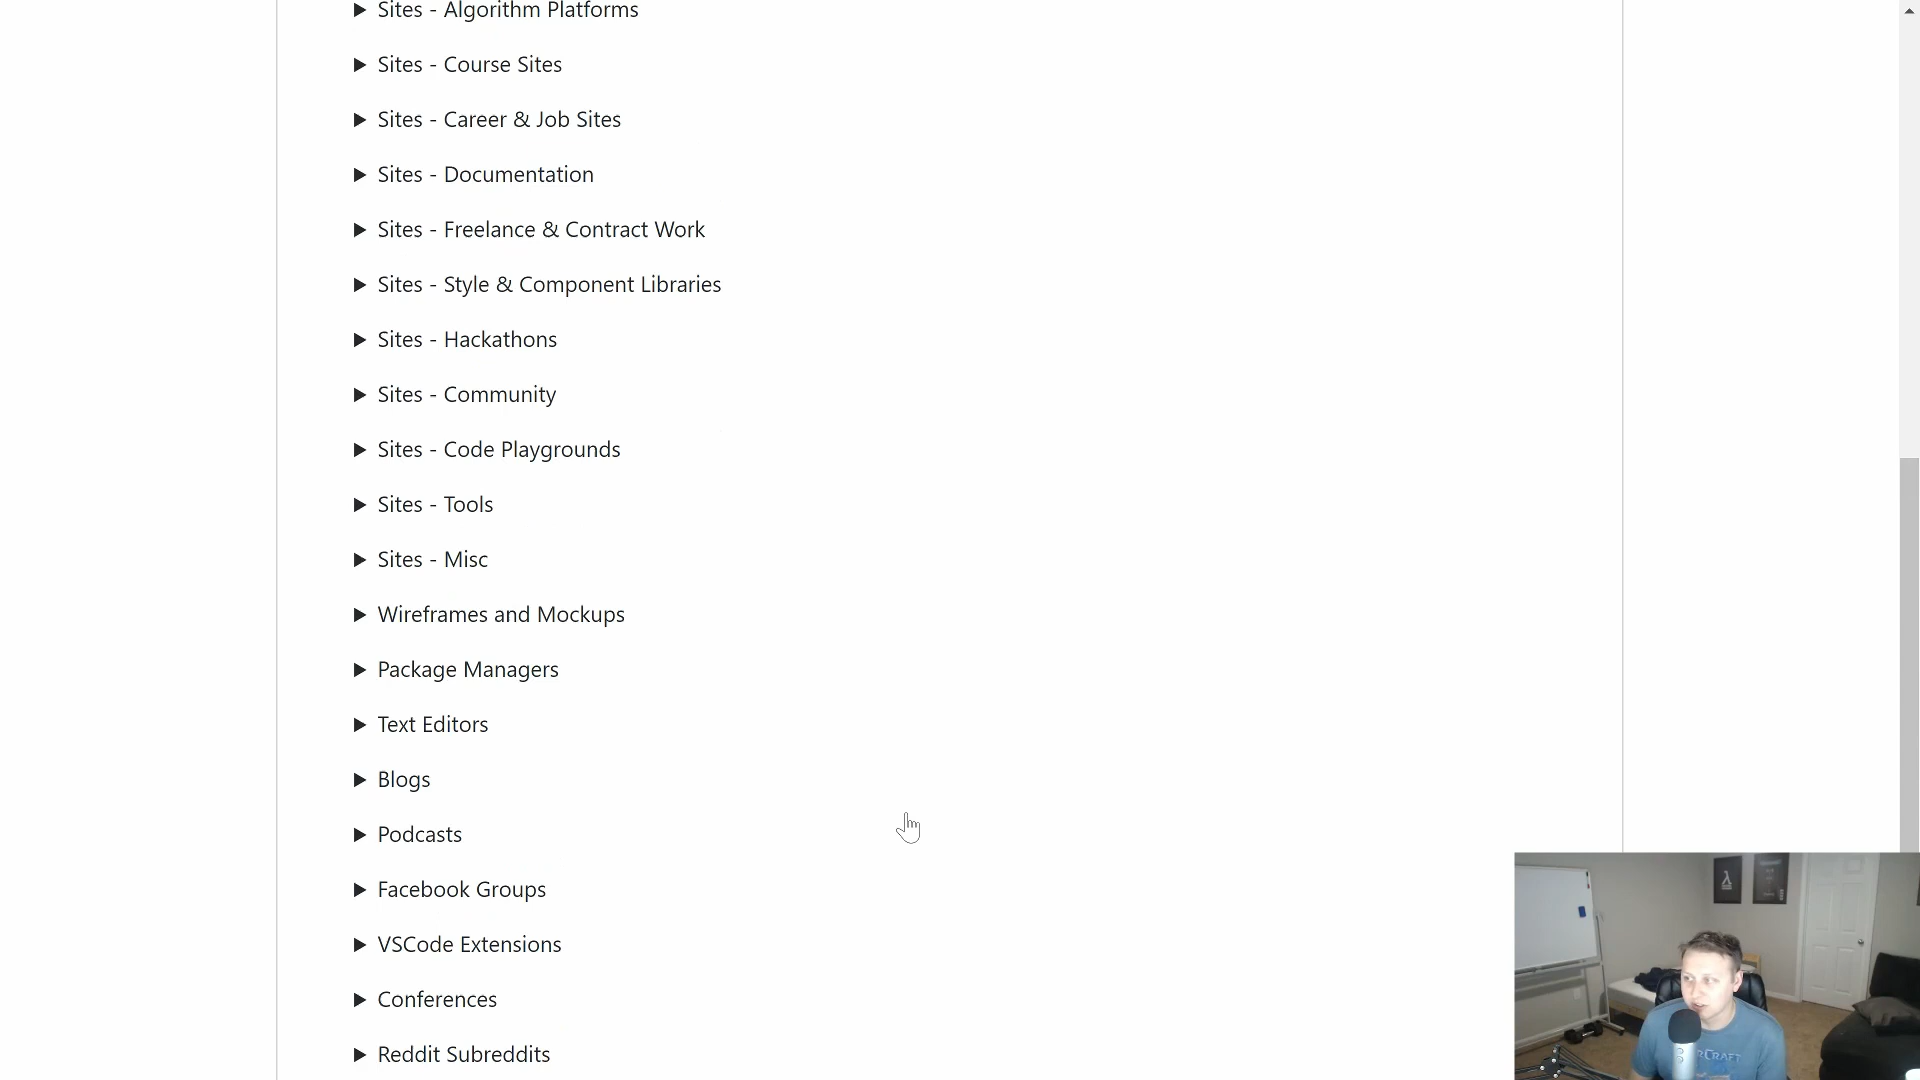 Sites - Algorithm Platforms
Sites - Course Sites
Sites - Career & Job Sites
Sites - Documentation
Sites - Freelance & Contract Work
Sites - Style & Component Libraries
Sites - Hackathons
Sites - Community
Sites - Code Playgrounds
Sites - Tools
Sites - Misc
Wireframes and Mockups
Package Managers
Text Editors
Blogs
Podcasts
Facebook Groups
VSCode Extensions
Conferences
Reddit Subreddits